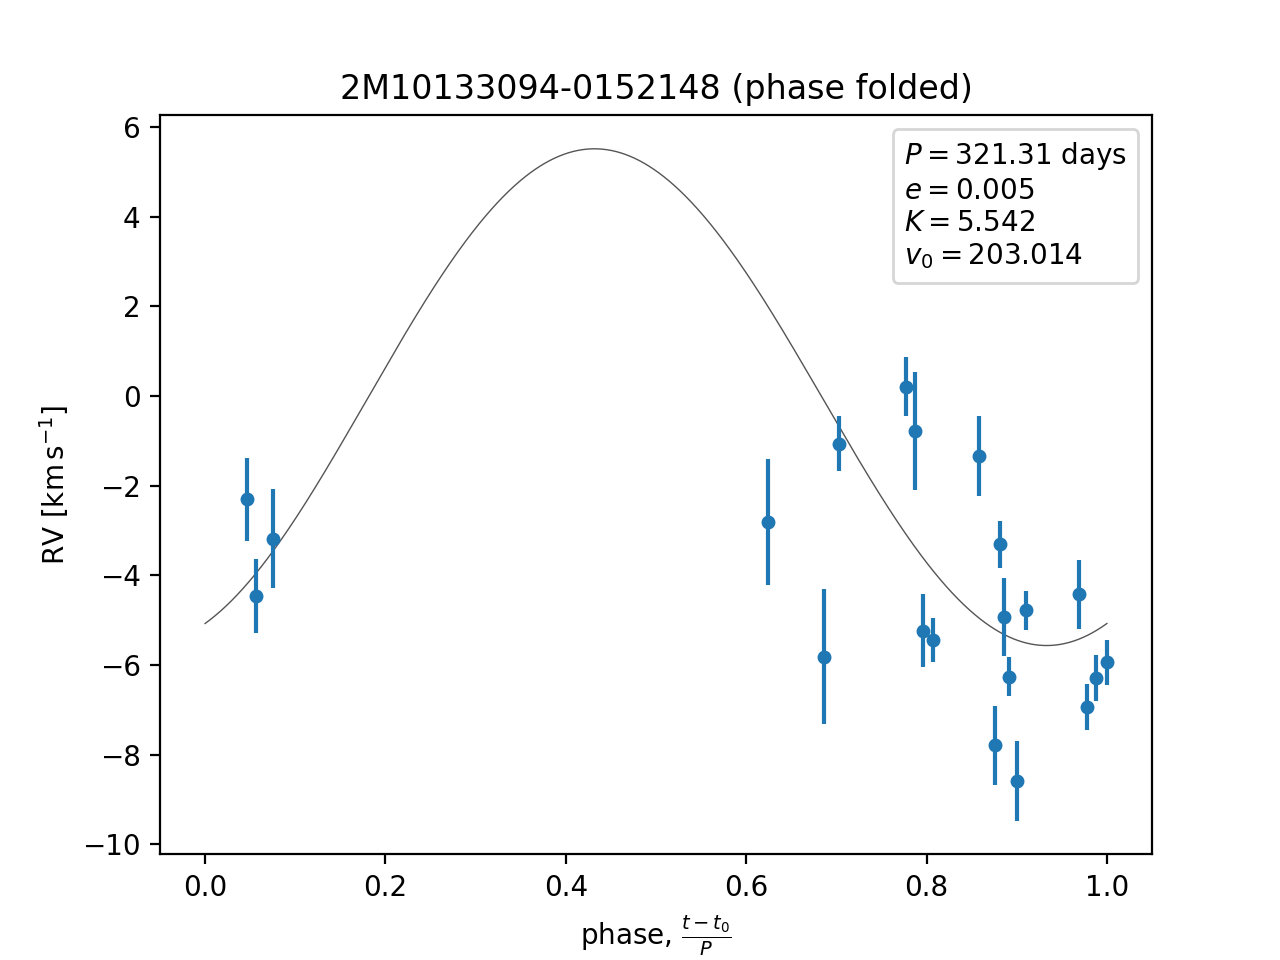 2M10133094-0152148 (phase folded)
P = 321.31 days
e = 0.005
K = 5.542
v₀ = 203.014
6
4
2
0
−2
−4
−6
−8
−10
RV [km s⁻¹]
0.0 0.2 0.4 0.6 0.8 1.0
phase, (t − t₀)/P